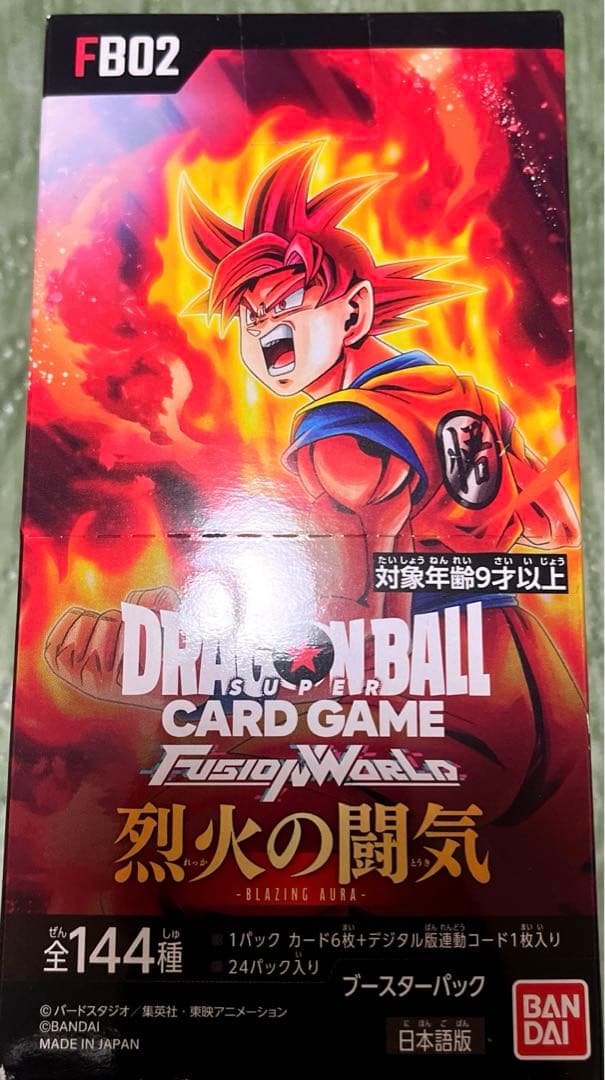 FB02
悟
たいしょうねんれい さいいじょう
対象年齢9才以上
DRAGON BALL
SUPER
CARD GAME
FUSION WORLD
烈火の闘気
れっか とうき
- BLAZING AURA -
ぜん しゅ
全144種
まい ばん れんどう まい い
1パック カード6枚+デジタル版連動コード1枚入り
い
24パック入り
ブースターパック
©バードスタジオ/集英社・東映アニメーション
©BANDAI
MADE IN JAPAN
にほんごばん
日本語版
BAN
DAI